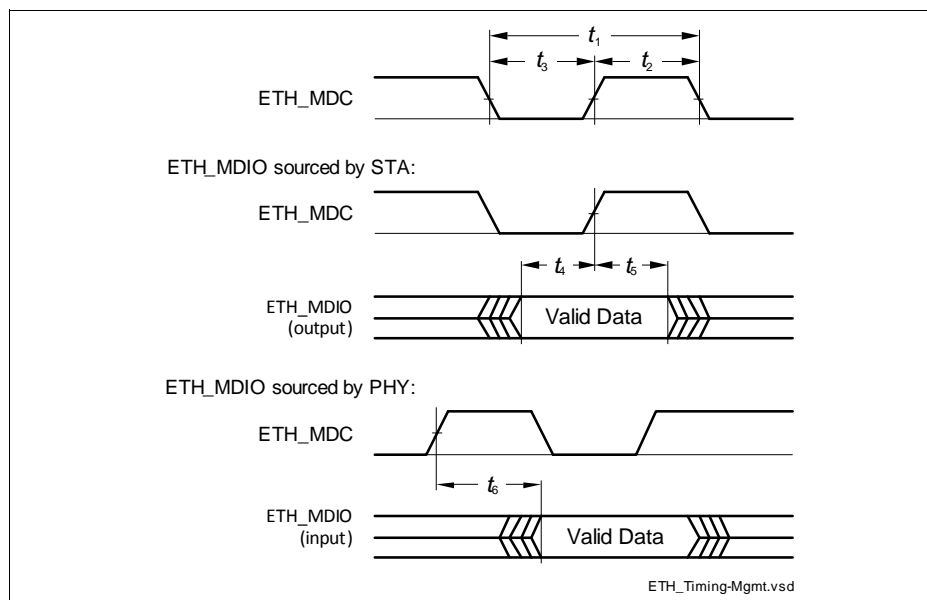 t1
t3
t2
ETH_MDC
ETH_MDIO sourced by STA:
ETH_MDC
t4
t5
ETH_MDIO
(output)
Valid Data
ETH_MDIO sourced by PHY:
ETH_MDC
t6
ETH_MDIO
(input)
Valid Data
ETH_Timing-Mgmt.vsd